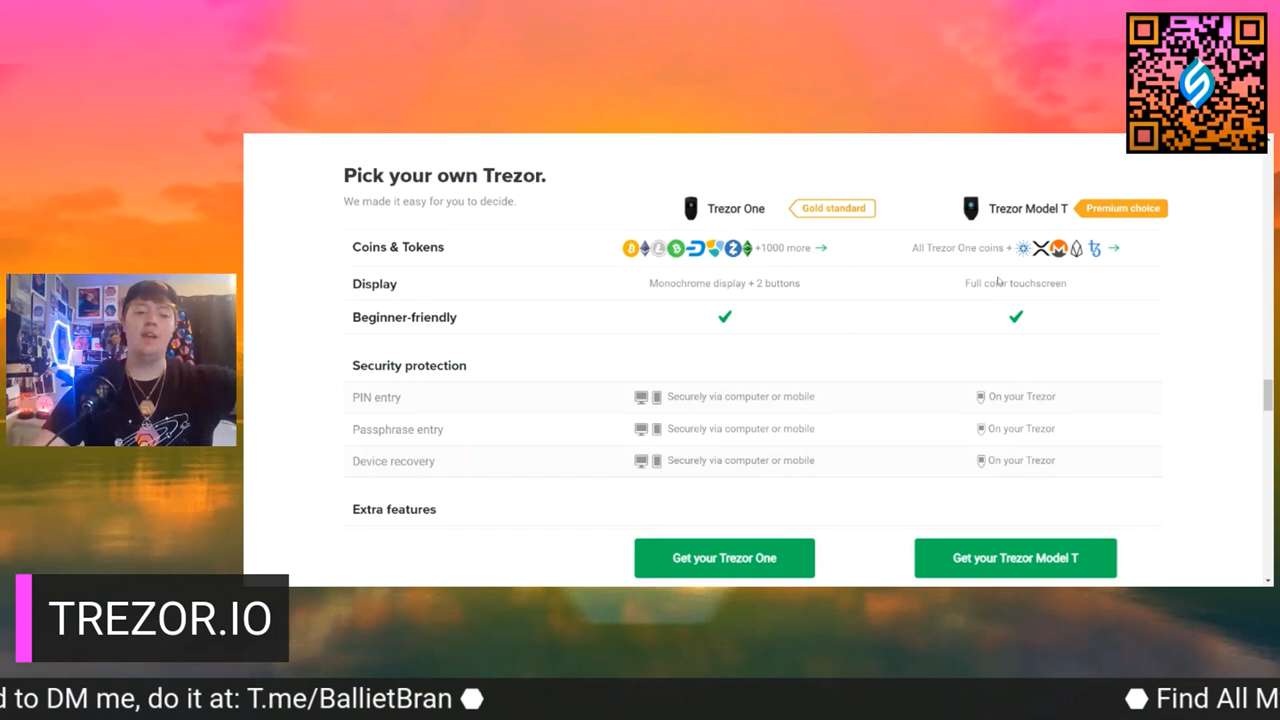 Pick your own Trezor.
We made it easy for you to decide.
Trezor One Gold standard Trezor Model T Premium choice
Coins & Tokens +1000 more → All Trezor One coins + →
Display Monochrome display + 2 buttons Full color touchscreen
Beginner-friendly
Security protection
PIN entry Securely via computer or mobile On your Trezor
Passphrase entry Securely via computer or mobile On your Trezor
Device recovery Securely via computer or mobile On your Trezor
Extra features
Get your Trezor One Get your Trezor Model T
TREZOR.IO
d to DM me, do it at: T.me/BallietBran Find All M